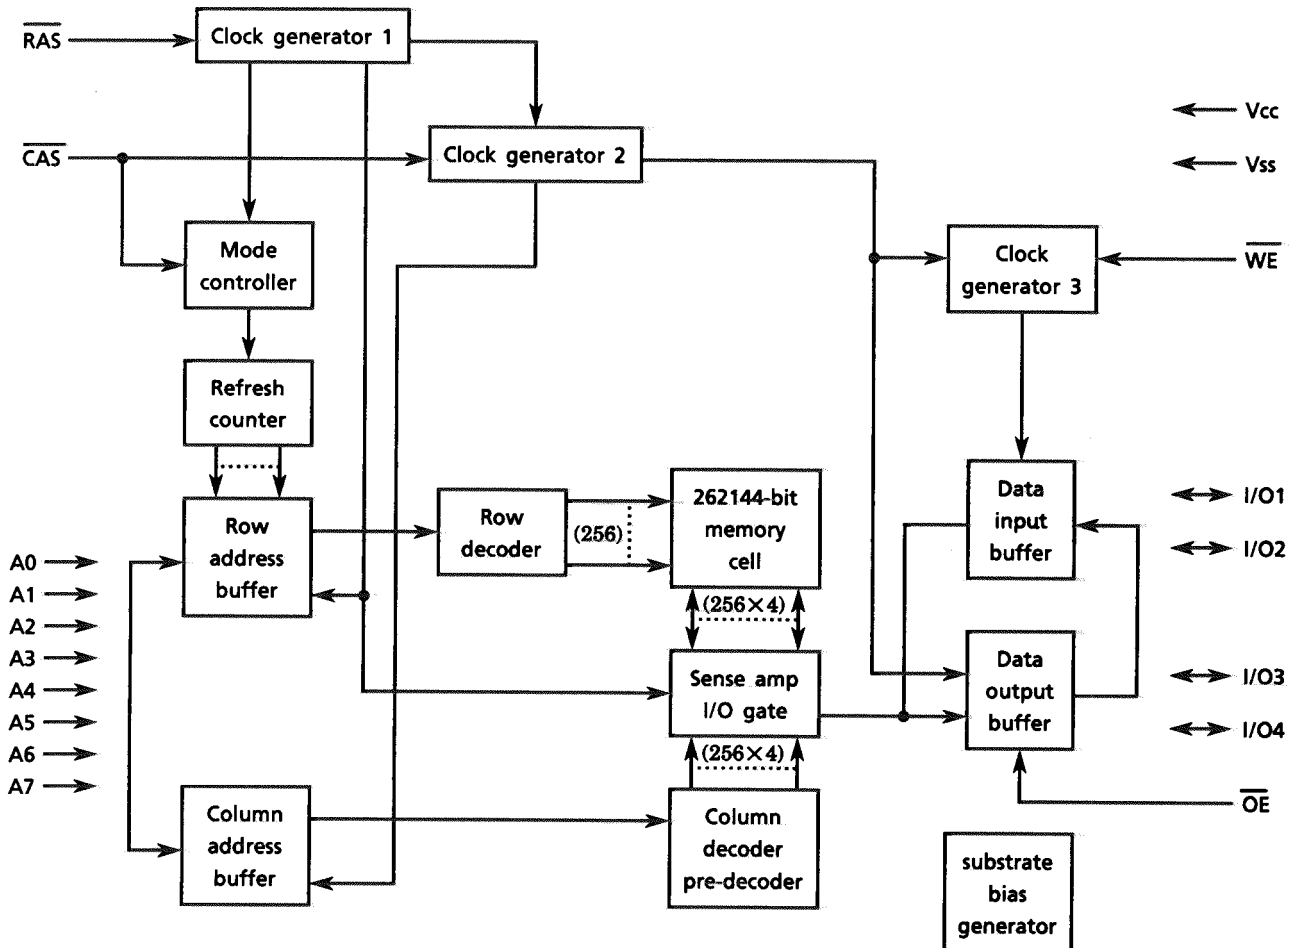 RAS
Clock generator 1
CAS
Clock generator 2
Vcc
Vss
Mode
controller
Clock
generator 3
WE
Refresh
counter
Row
address
buffer
Row
decoder
(256)
262144-bit
memory
cell
Data
input
buffer
I/O1
I/O2
A0
A1
A2
A3
A4
A5
A6
A7
(256×4)
Sense amp
I/O gate
(256×4)
Data
output
buffer
I/O3
I/O4
OE
Column
address
buffer
Column
decoder
pre-decoder
substrate
bias
generator